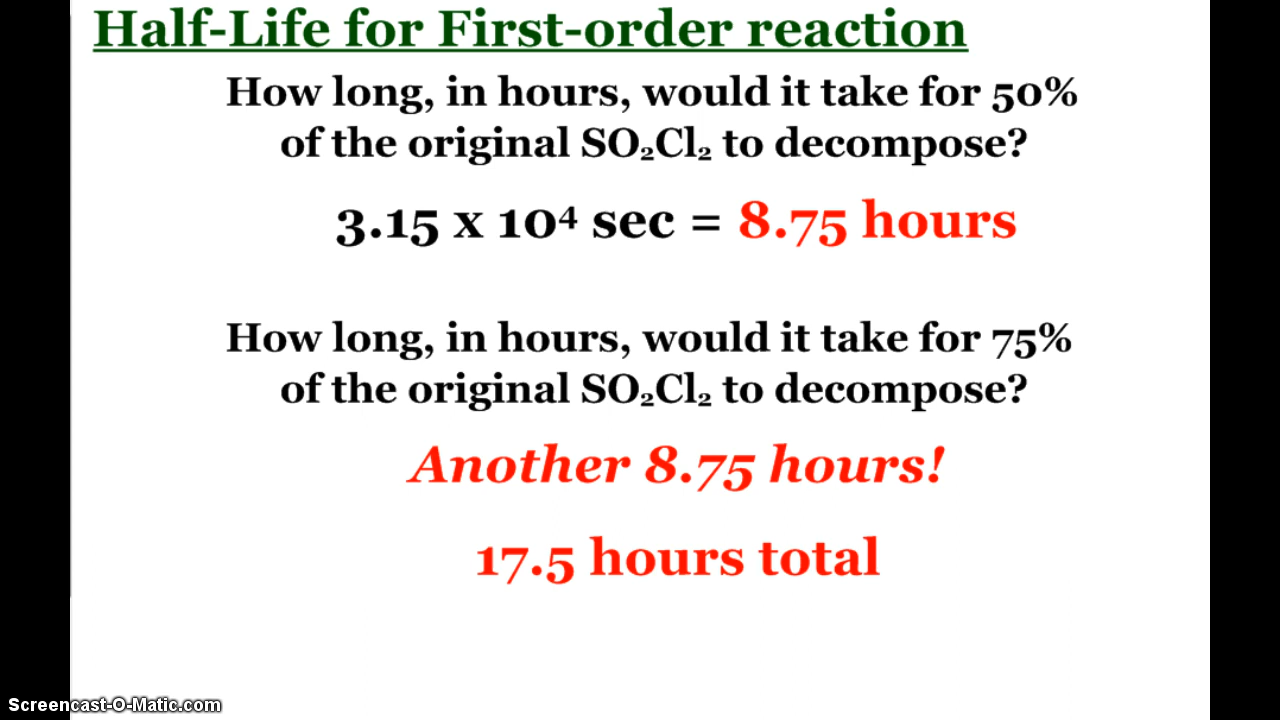 Half-Life for First-order reaction
How long, in hours, would it take for 50%
of the original SO₂Cl₂ to decompose?
3.15 x 10⁴ sec = 8.75 hours
How long, in hours, would it take for 75%
of the original SO₂Cl₂ to decompose?
Another 8.75 hours!
17.5 hours total
Screencast-O-Matic.com